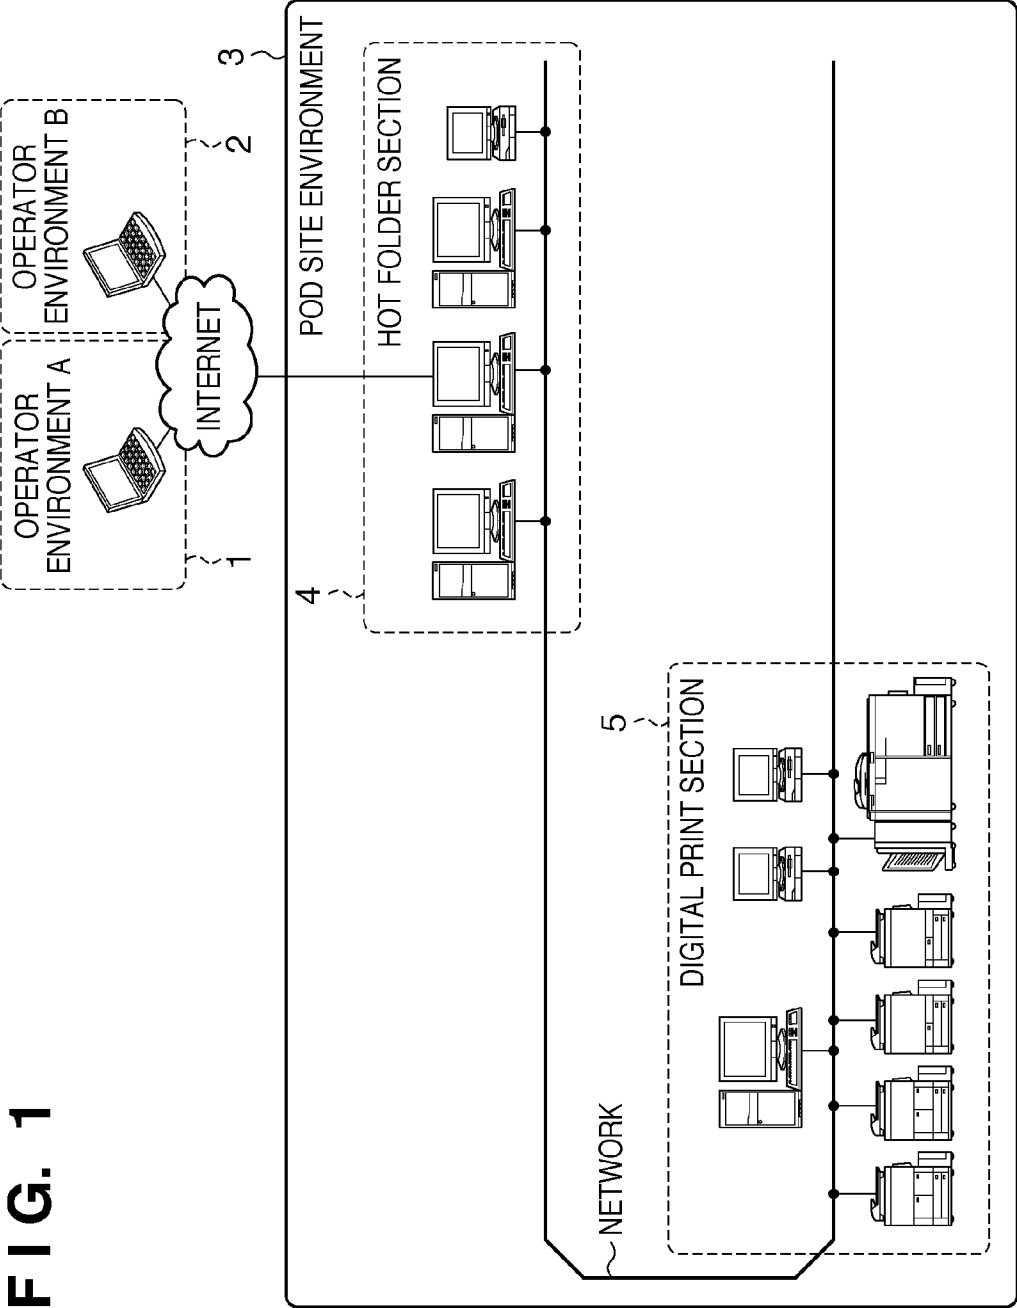 FIG. 1
OPERATOR
ENVIRONMENT A
OPERATOR
ENVIRONMENT B
1
2
INTERNET
3
POD SITE ENVIRONMENT
4
HOT FOLDER SECTION
NETWORK
5
DIGITAL PRINT SECTION